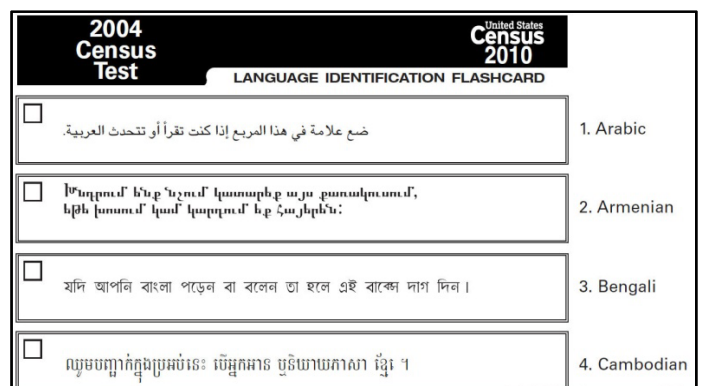 2004
Census
Test
United States
Census
2010
LANGUAGE IDENTIFICATION FLASHCARD
ضع علامة في هذا المربع إذا كنت تقرأ أو تتحدث العربية.
1. Arabic
Խնդրում ենք նշում կատարեք այս քառակուսում,
եթե խոսում կամ կարդում եք Հայերեն:
2. Armenian
যদি আপনি বাংলা পড়েন বা বলেন তা হলে এই বাক্সে দাগ দিন।
3. Bengali
ឈូមបញ្ជាក់ក្នុងប្រអប់នេះ បើអ្នកអាន ឬនិយាយភាសា ខ្មែរ ។
4. Cambodian